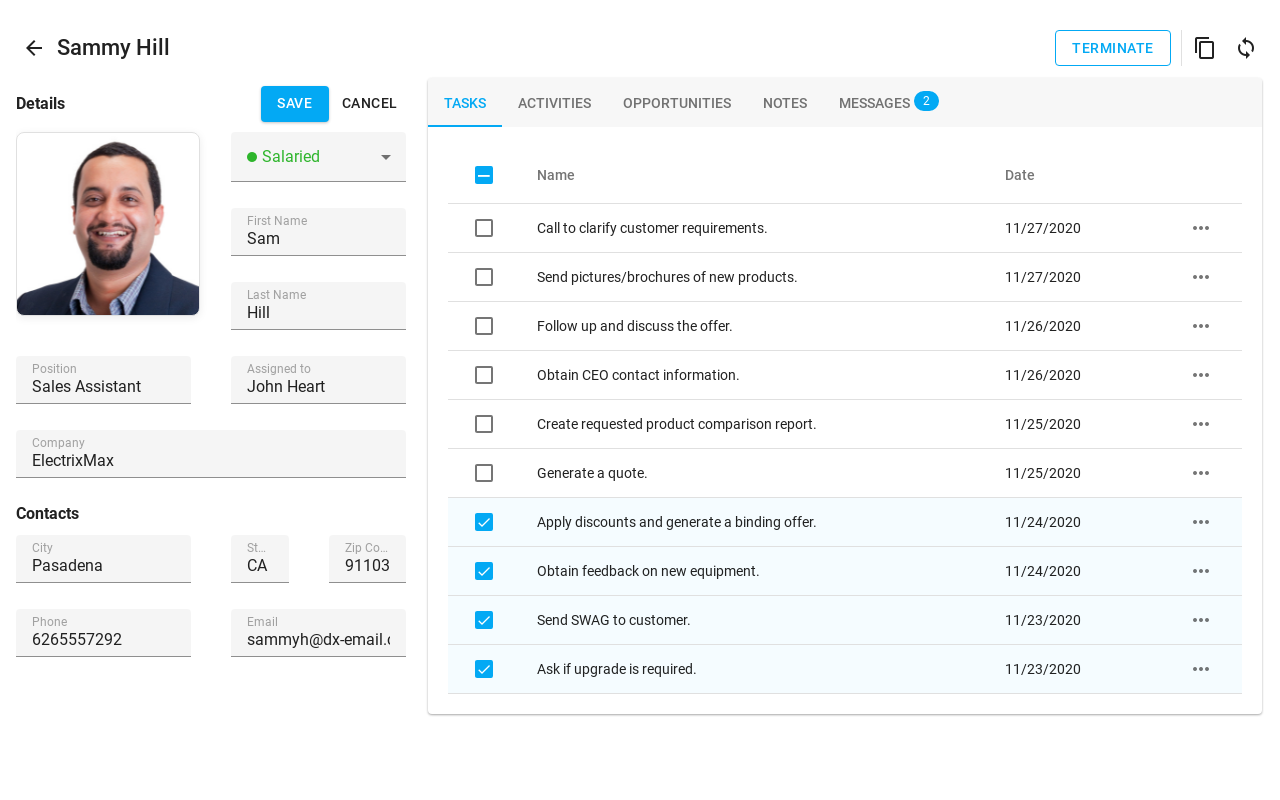 Sammy Hill
TERMINATE
Details
SAVE
CANCEL
Salaried
First Name
Sam
Last Name
Hill
Position
Sales Assistant
Assigned to
John Heart
Company
ElectrixMax
Contacts
City
Pasadena
St...
CA
Zip Co...
91103
Phone
6265557292
Email
sammyh@dx-email.c
TASKS
ACTIVITIES
OPPORTUNITIES
NOTES
MESSAGES 2
Name Date
Call to clarify customer requirements. 11/27/2020
Send pictures/brochures of new products. 11/27/2020
Follow up and discuss the offer. 11/26/2020
Obtain CEO contact information. 11/26/2020
Create requested product comparison report. 11/25/2020
Generate a quote. 11/25/2020
Apply discounts and generate a binding offer. 11/24/2020
Obtain feedback on new equipment. 11/24/2020
Send SWAG to customer. 11/23/2020
Ask if upgrade is required. 11/23/2020